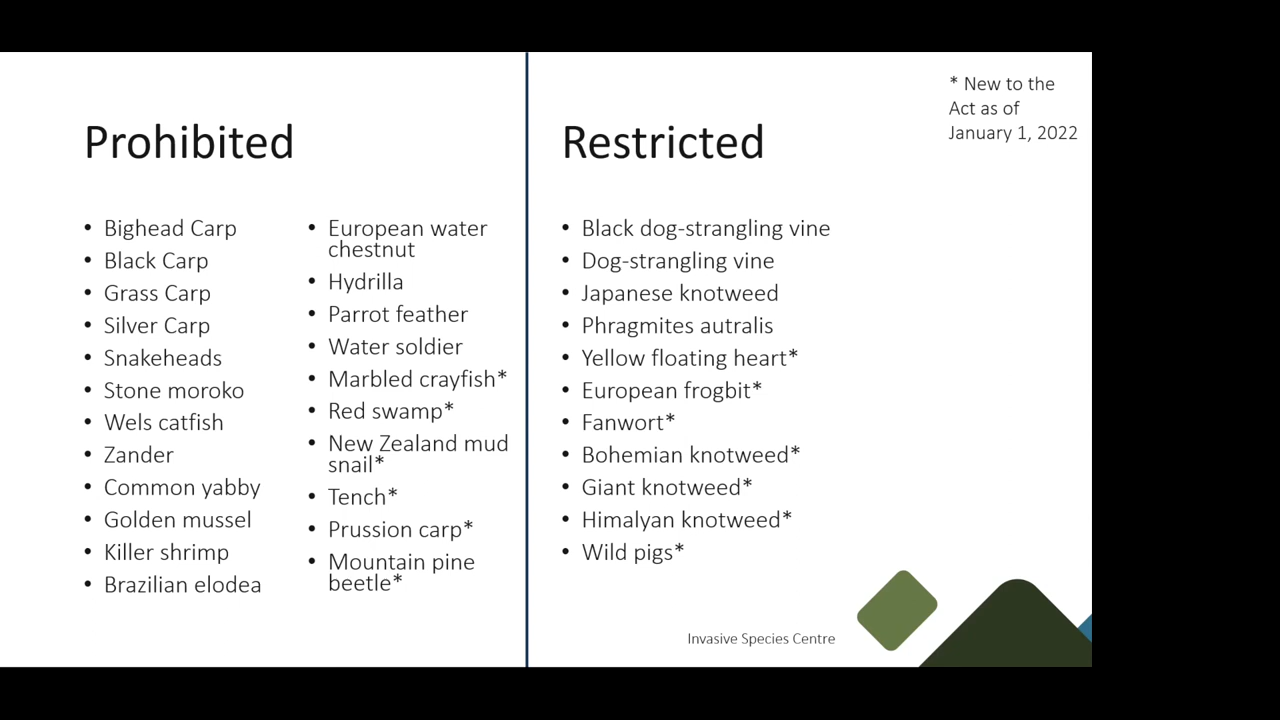 * New to the
Act as of
January 1, 2022
Prohibited
• Bighead Carp
• Black Carp
• Grass Carp
• Silver Carp
• Snakeheads
• Stone moroko
• Wels catfish
• Zander
• Common yabby
• Golden mussel
• Killer shrimp
• Brazilian elodea
• European water
chestnut
• Hydrilla
• Parrot feather
• Water soldier
• Marbled crayfish*
• Red swamp*
• New Zealand mud
snail*
• Tench*
• Prussion carp*
• Mountain pine
beetle*
Restricted
• Black dog-strangling vine
• Dog-strangling vine
• Japanese knotweed
• Phragmites autralis
• Yellow floating heart*
• European frogbit*
• Fanwort*
• Bohemian knotweed*
• Giant knotweed*
• Himalyan knotweed*
• Wild pigs*
Invasive Species Centre